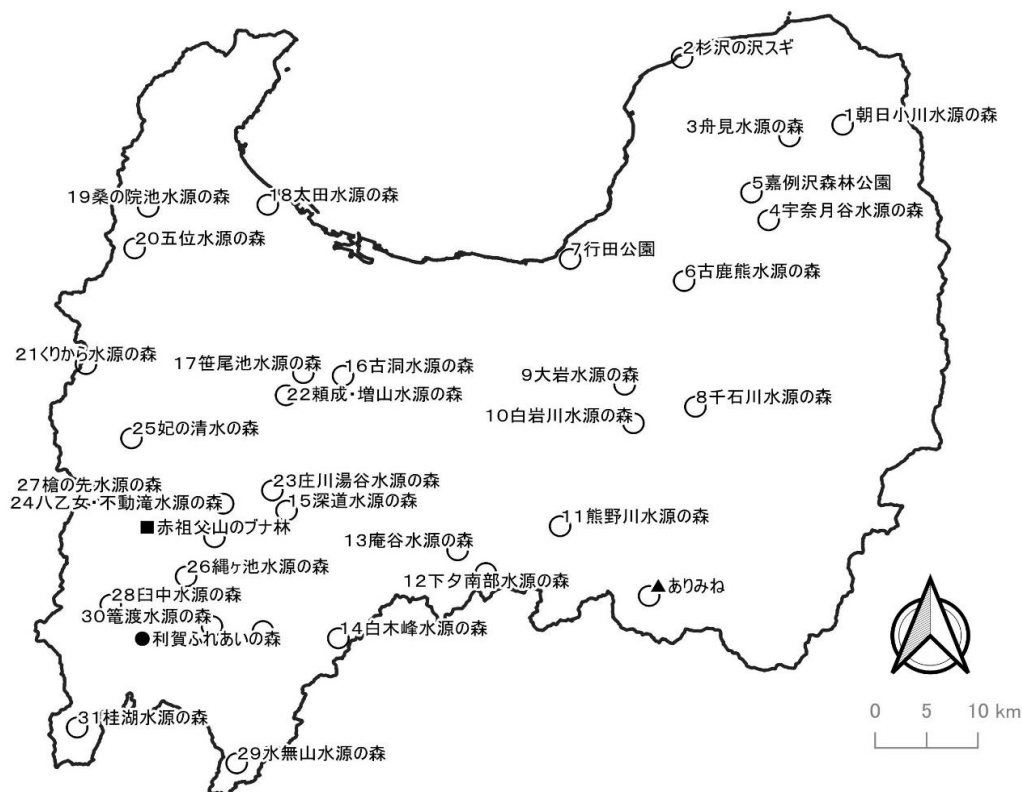 2杉沢の沢スギ
1朝日小川水源の森
3舟見水源の森
5嘉例沢森林公園
4宇奈月谷水源の森
19桑の院池水源の森
18太田水源の森
20五位水源の森
7行田公園
6古鹿熊水源の森
21くりから水源の森
17笹尾池水源の森
16古洞水源の森
22頼成・増山水源の森
9大岩水源の森
8千石川水源の森
10白岩川水源の森
25妃の清水の森
27檜の先水源の森
23庄川湯谷水源の森
24八乙女・不動滝水源の森
15深道水源の森
■赤祖父山のブナ林
11熊野川水源の森
13庵谷水源の森
26縄ヶ池水源の森
12下夕南部水源の森
▲ありみね
28臼中水源の森
30篭渡水源の森
●利賀ふれあいの森
14白木峰水源の森
31桂湖水源の森
29水無山水源の森
0 5 10 km